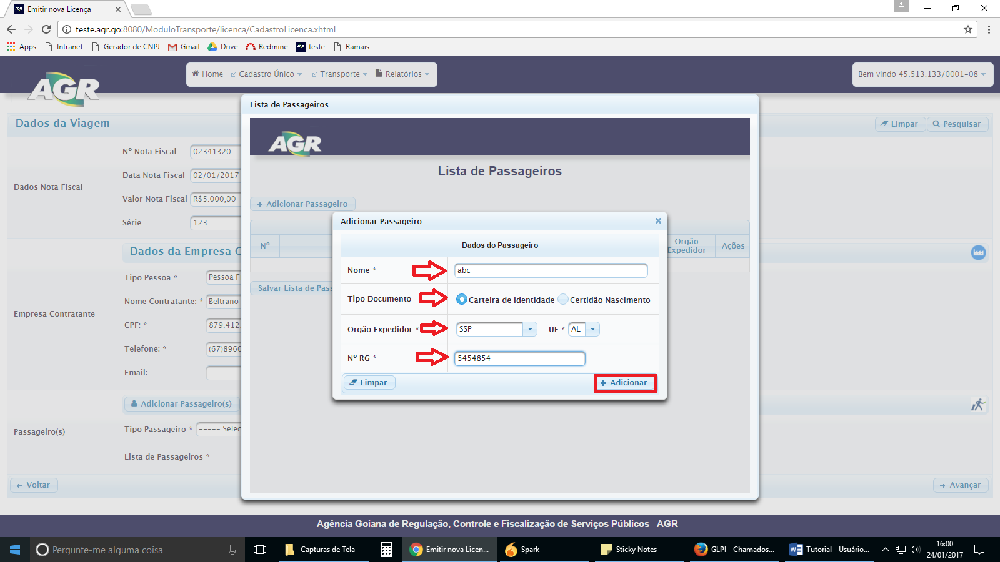 Emitir nova Licença
teste.agr.go:8080/ModuloTransporte/licenca/CadastroLicenca.xhtml
Apps Intranet Gerador de CNPJ Gmail Drive Redmine AGR teste Ramais
AGR
Home Cadastro Único Transporte Relatórios
Bem vindo 45.513.133/0001-08
Lista de Passageiros
Dados da Viagem
Limpar Pesquisar
AGR
Lista de Passageiros
Dados Nota Fiscal
Nº Nota Fiscal 02341320
Data Nota Fiscal 02/01/2017
Valor Nota Fiscal R$5.000,00
Série 123
+ Adicionar Passageiro
Nº Orgão Expedidor Ações
Salvar Lista de Pass
Adicionar Passageiro
Dados do Passageiro
Nome * abc
Tipo Documento Carteira de Identidade Certidão Nascimento
Orgão Expedidor * SSP UF * AL
Nº RG * 5454854
Limpar + Adicionar
Dados da Empresa C
Empresa Contratante
Tipo Pessoa * Pessoa Fí
Nome Contratante: * Beltrano
CPF: * 879.412.
Telefone: * (67)8960
Email:
Passageiro(s)
Adicionar Passageiro(s)
Tipo Passageiro * ----- Selec
Lista de Passageiros *
Voltar Avançar
Agência Goiana de Regulação, Controle e Fiscalização de Serviços Públicos AGR
Pergunte-me alguma coisa
Capturas de Tela
Emitir nova Licen...
Spark
Sticky Notes
GLPI - Chamados...
Tutorial - Usuário...
16:00
24/01/2017